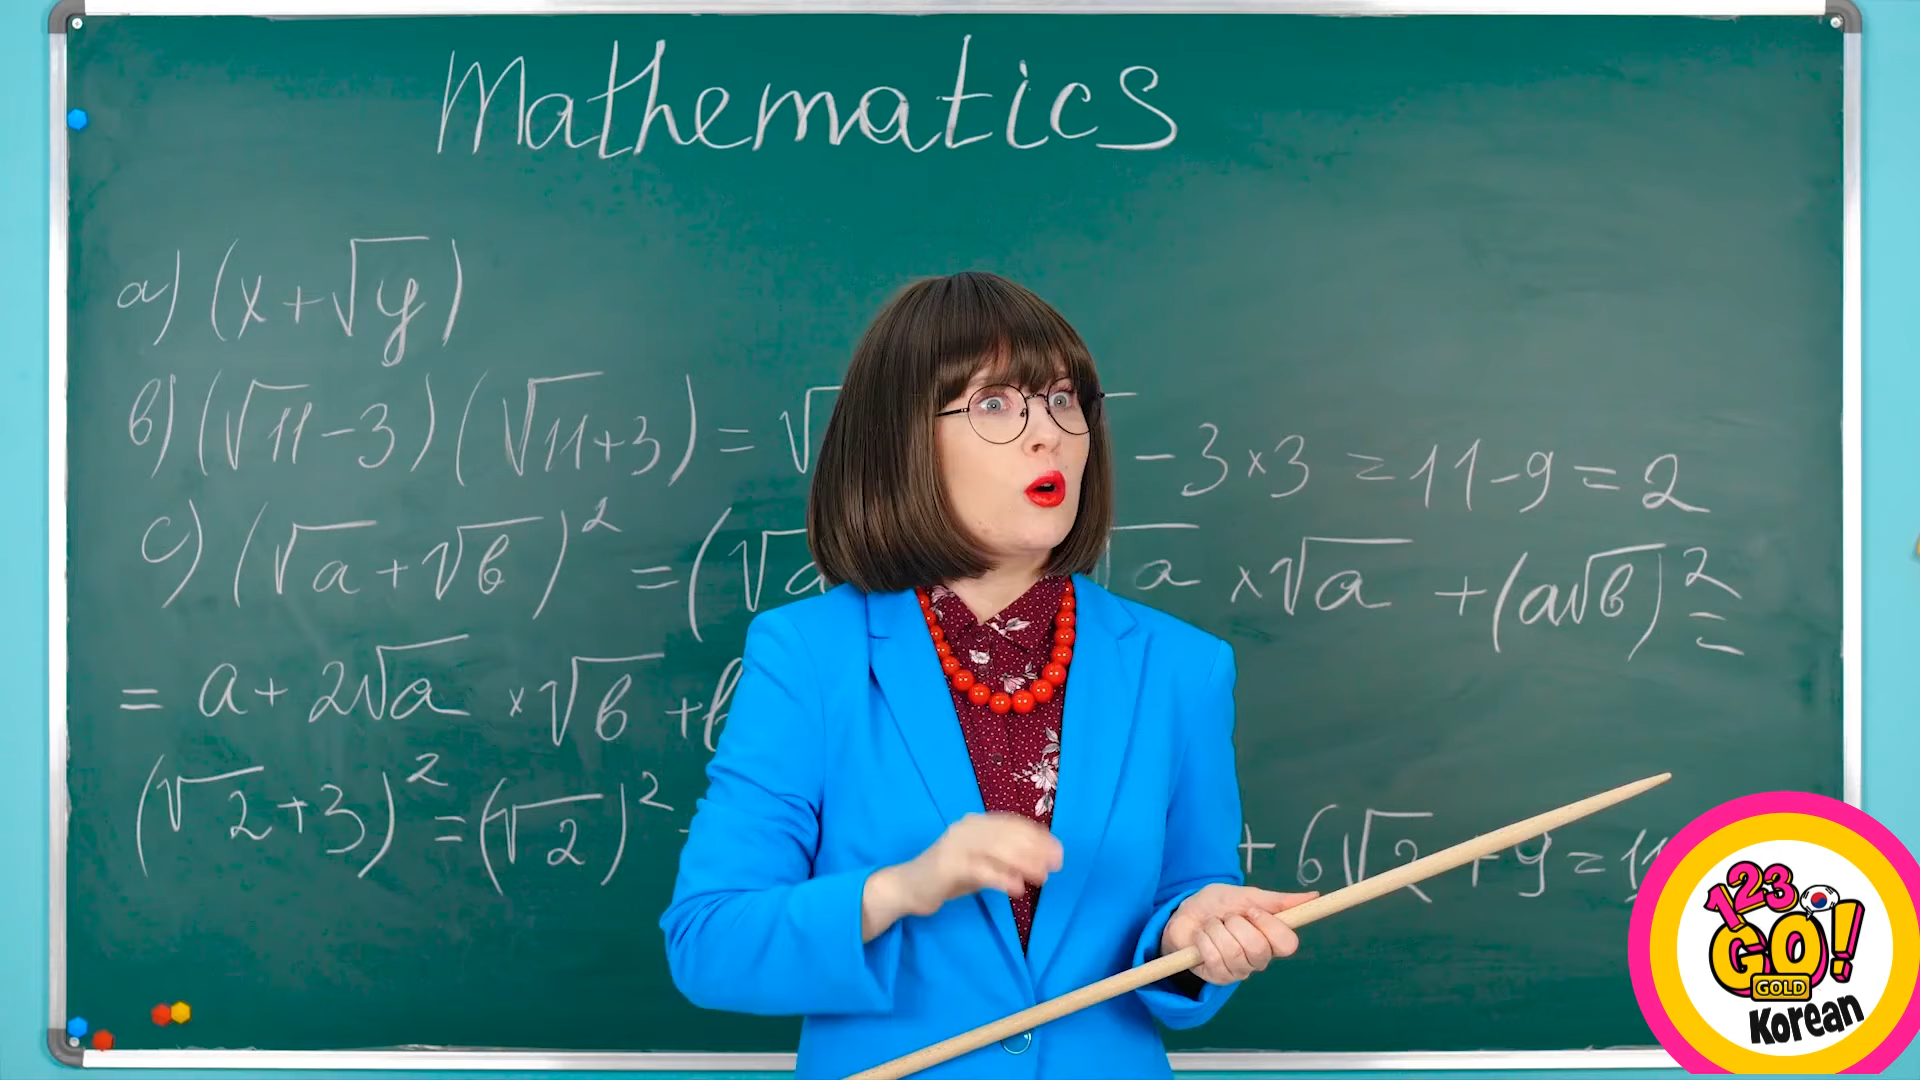 Mathematics
a) (x+√y)
b) (√11-3)(√11+3) = √ -3×3=11-9=2
c) (√a+√b)² =(√a √a ×√a +(a√b)²=
= a+2√a ×√b +b
(√2+3)²=(√2)² - +6√2+9=11
123
GO!
GOLD
Korean